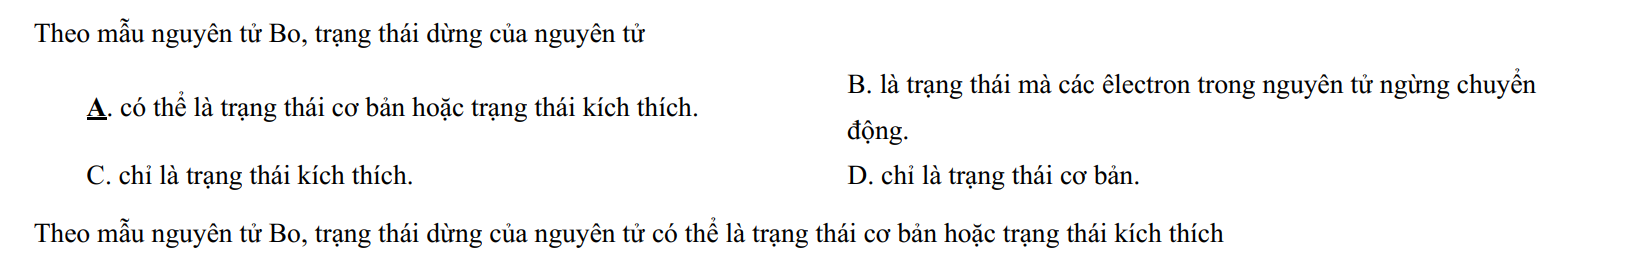 Theo mẫu nguyên tử Bo, trạng thái dừng của nguyên tử
A. có thể là trạng thái cơ bản hoặc trạng thái kích thích.
B. là trạng thái mà các êlectron trong nguyên tử ngừng chuyển
động.
C. chỉ là trạng thái kích thích.
D. chỉ là trạng thái cơ bản.
Theo mẫu nguyên tử Bo, trạng thái dừng của nguyên tử có thể là trạng thái cơ bản hoặc trạng thái kích thích